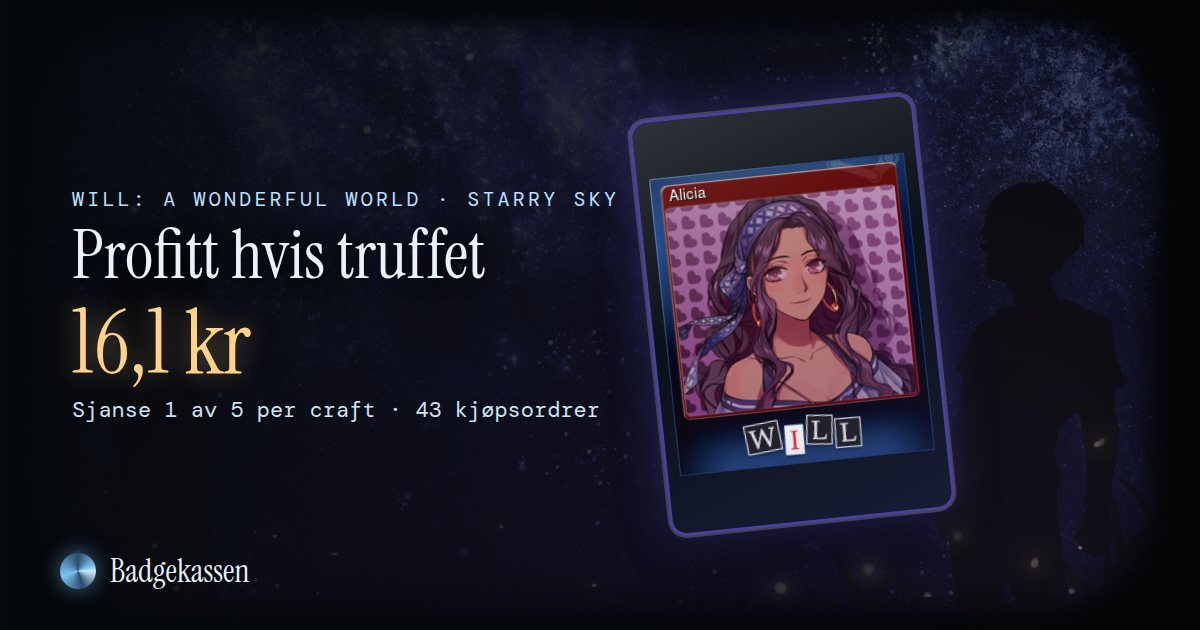 WILL: A WONDERFUL WORLD · STARRY SKY
Profitt hvis truffet
16,1 kr
Sjanse 1 av 5 per craft · 43 kjøpsordrer
Alicia
WILL
Badgekassen